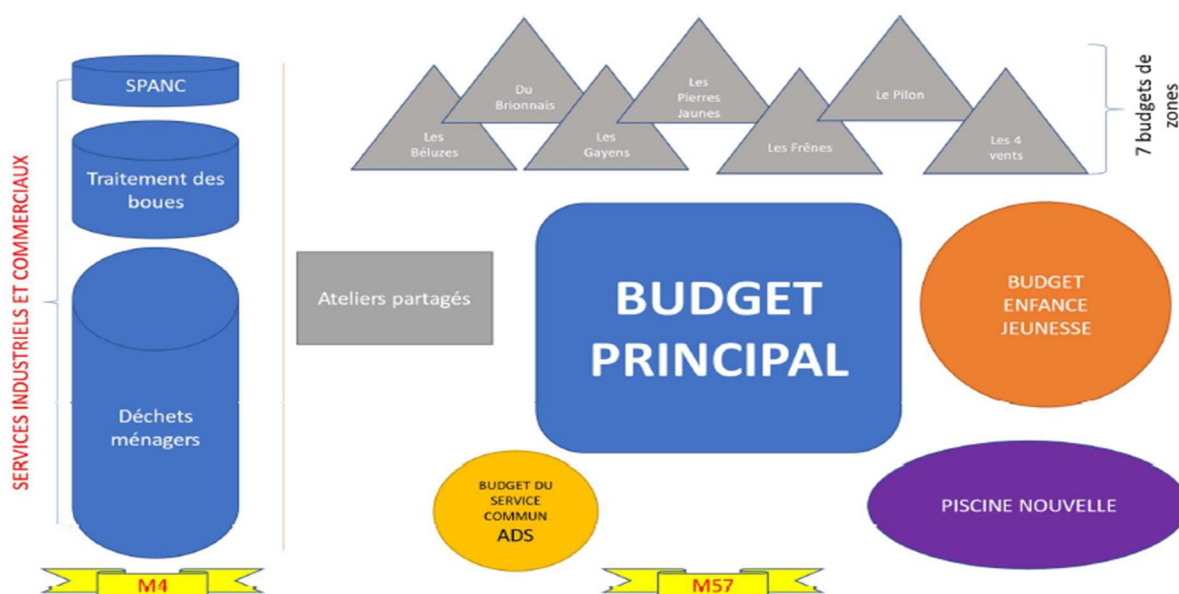 SERVICES INDUSTRIELS ET COMMERCIAUX
SPANC
Traitement des
boues
Déchets
ménagers
M4
Les
Béluzes
Du
Brionnais
Les
Gayens
Les
Pierres
Jaunes
Les Frênes
Le Pilon
Les 4
vents
7 budgets de
zones
Ateliers partagés
BUDGET
PRINCIPAL
BUDGET
ENFANCE
JEUNESSE
BUDGET DU
SERVICE
COMMUN
ADS
PISCINE NOUVELLE
M57